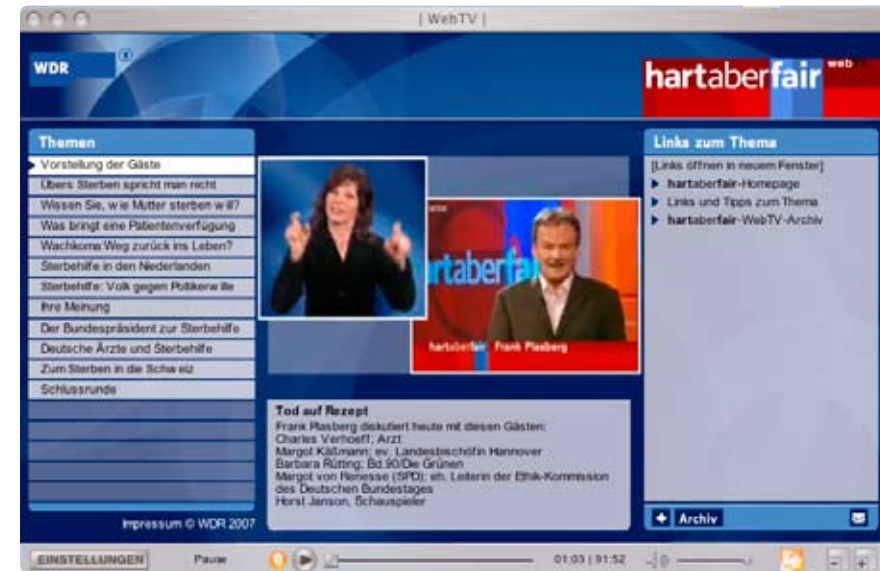 | WebTV |
WDR
hartaberfair web
Themen
Vorstellung der Gäste
Übers Sterben spricht man nicht
Wissen Sie, wie Mutter sterben will?
Was bringt eine Patientenverfügung
Wachkoma:Weg zurück ins Leben?
Sterbehilfe in den Niederlanden
Sterbehilfe: Volk gegen Politikerwille
Ihre Meinung
Der Bundespräsident zur Sterbehilfe
Deutsche Ärzte und Sterbehilfe
Zum Sterben in die Schweiz
Schlussrunde
Impressum © WDR 2007
rtaberfa
hartaberfair Frank Plasberg
Tod auf Rezept
Frank Plasberg diskutiert heute mit diesen Gästen:
Charles Verhoeff; Arzt
Margot Käßmann; ev. Landesbischöfin Hannover
Barbara Rütting; Bd.90/Die Grünen
Margot von Renesse (SPD); eh. Leiterin der Ethik-Kommission
des Deutschen Bundestages
Horst Janson, Schauspieler
Links zum Thema
[Links öffnen in neuem Fenster]
hartaberfair-Homepage
Links und Tipps zum Thema
hartaberfair-WebTV-Archiv
Archiv
EINSTELLUNGEN Pause 01:03 | 91:52